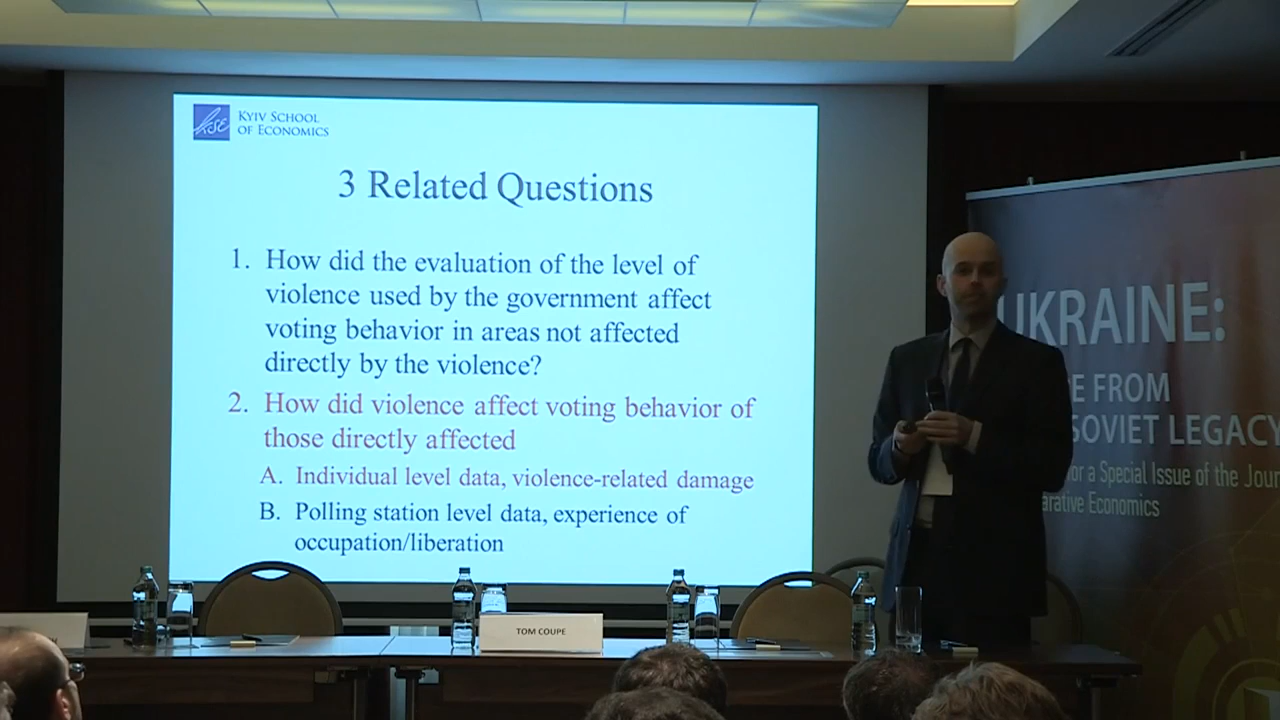 KYIV SCHOOL
OF ECONOMICS
3 Related Questions
1. How did the evaluation of the level of
violence used by the government affect
voting behavior in areas not affected
directly by the violence?
2. How did violence affect voting behavior of
those directly affected
A. Individual level data, violence-related damage
B. Polling station level data, experience of
occupation/liberation
UKRAINE:
FROM
SOVIET LEGACY
for a Special Issue of the
Economics
TOM COUPE